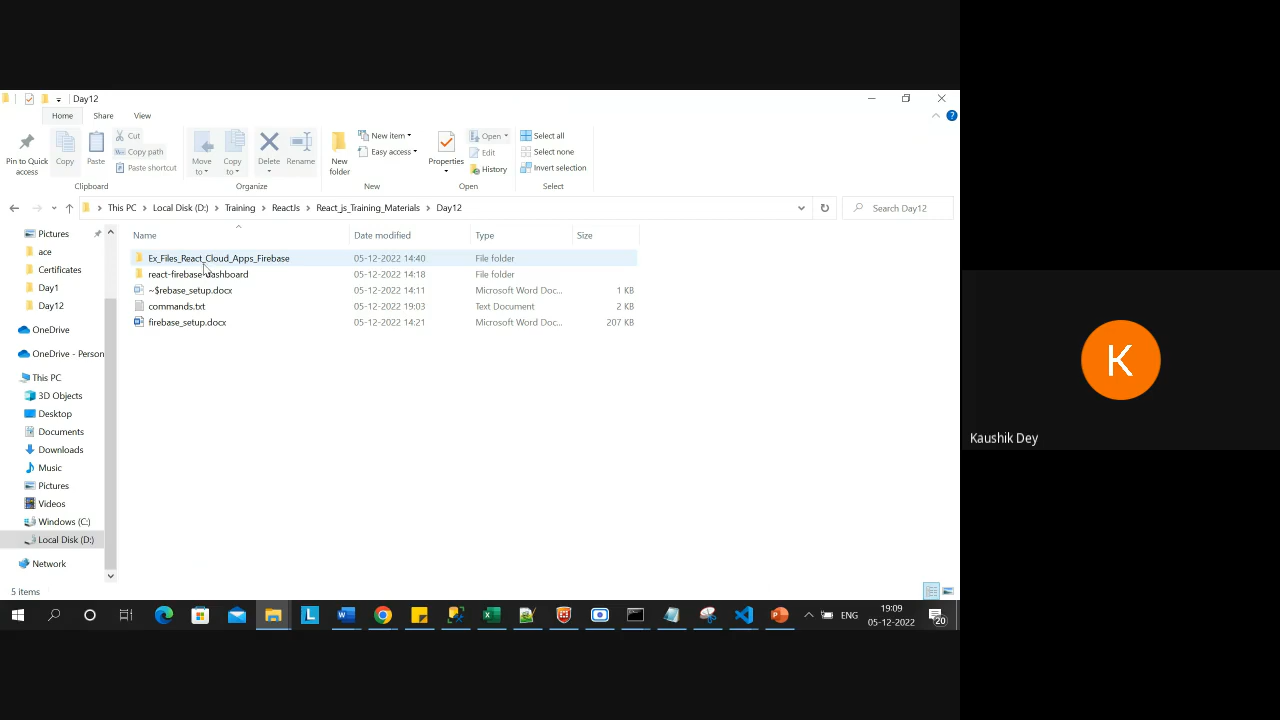 Day12
Home Share View
Pin to Quick access
Copy
Paste
Cut
Copy path
Paste shortcut
Clipboard
Move to
Copy to
Delete
Rename
Organize
New folder
New item
Easy access
New
Properties
Open
Edit
History
Open
Select all
Select none
Invert selection
Select
This PC > Local Disk (D:) > Training > ReactJs > React_js_Training_Materials > Day12
Search Day12
Pictures
ace
Certificates
Day1
Day12
OneDrive
OneDrive - Person
This PC
3D Objects
Desktop
Documents
Downloads
Music
Pictures
Videos
Windows (C:)
Local Disk (D:)
Network
Name Date modified Type Size
Ex_Files_React_Cloud_Apps_Firebase 05-12-2022 14:40 File folder
react-firebase-dashboard 05-12-2022 14:18 File folder
~$rebase_setup.docx 05-12-2022 14:11 Microsoft Word Doc... 1 KB
commands.txt 05-12-2022 19:03 Text Document 2 KB
firebase_setup.docx 05-12-2022 14:21 Microsoft Word Doc... 207 KB
5 items
ENG
19:09
05-12-2022
20
K
Kaushik Dey